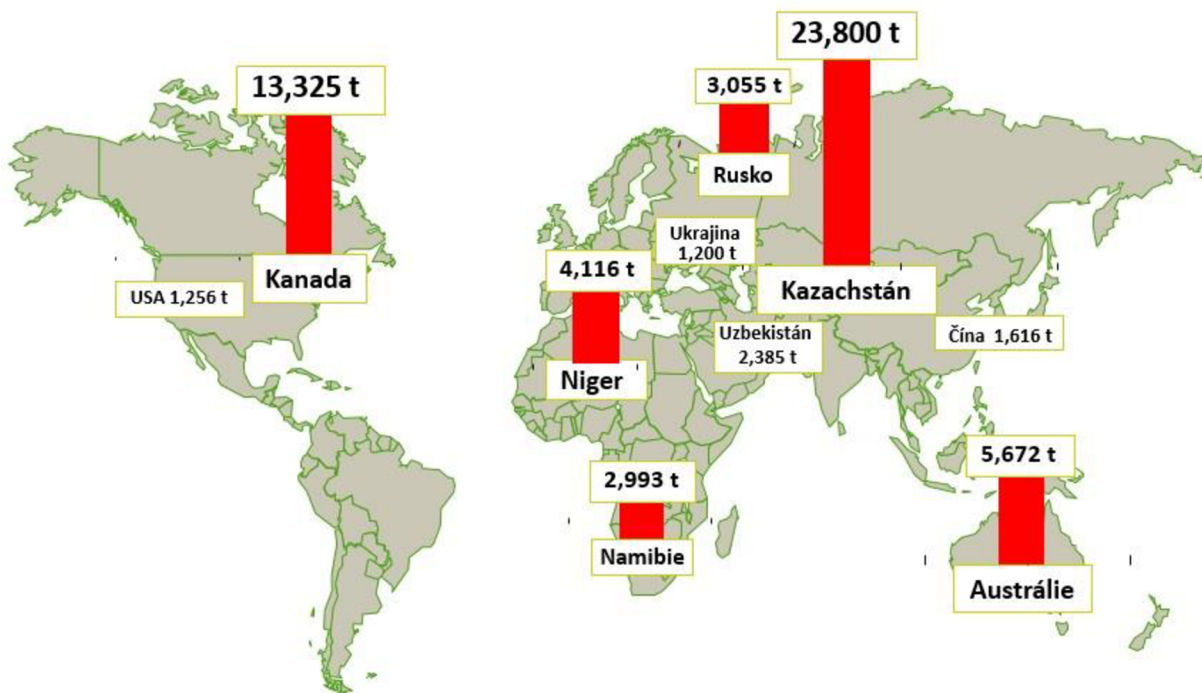 23,800 t
13,325 t
3,055 t
Rusko
Ukrajina
1,200 t
Kanada
4,116 t
Kazachstán
USA 1,256 t
Uzbekistán
2,385 t
Čína 1,616 t
Niger
5,672 t
2,993 t
Namibie
Austrálie